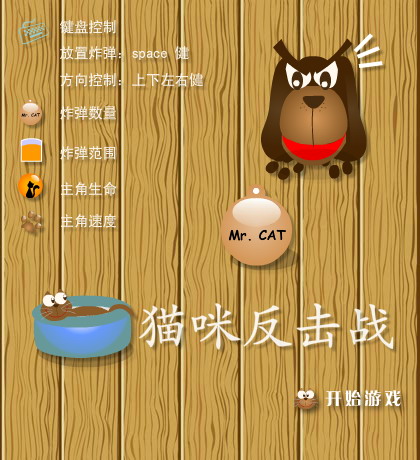 键盘控制
放置炸弹：space 健
方向控制：上下左右健
Mr. CAT
炸弹数量
炸弹范围
主角生命
主角速度
Mr. CAT
猫咪反击战
开始游戏